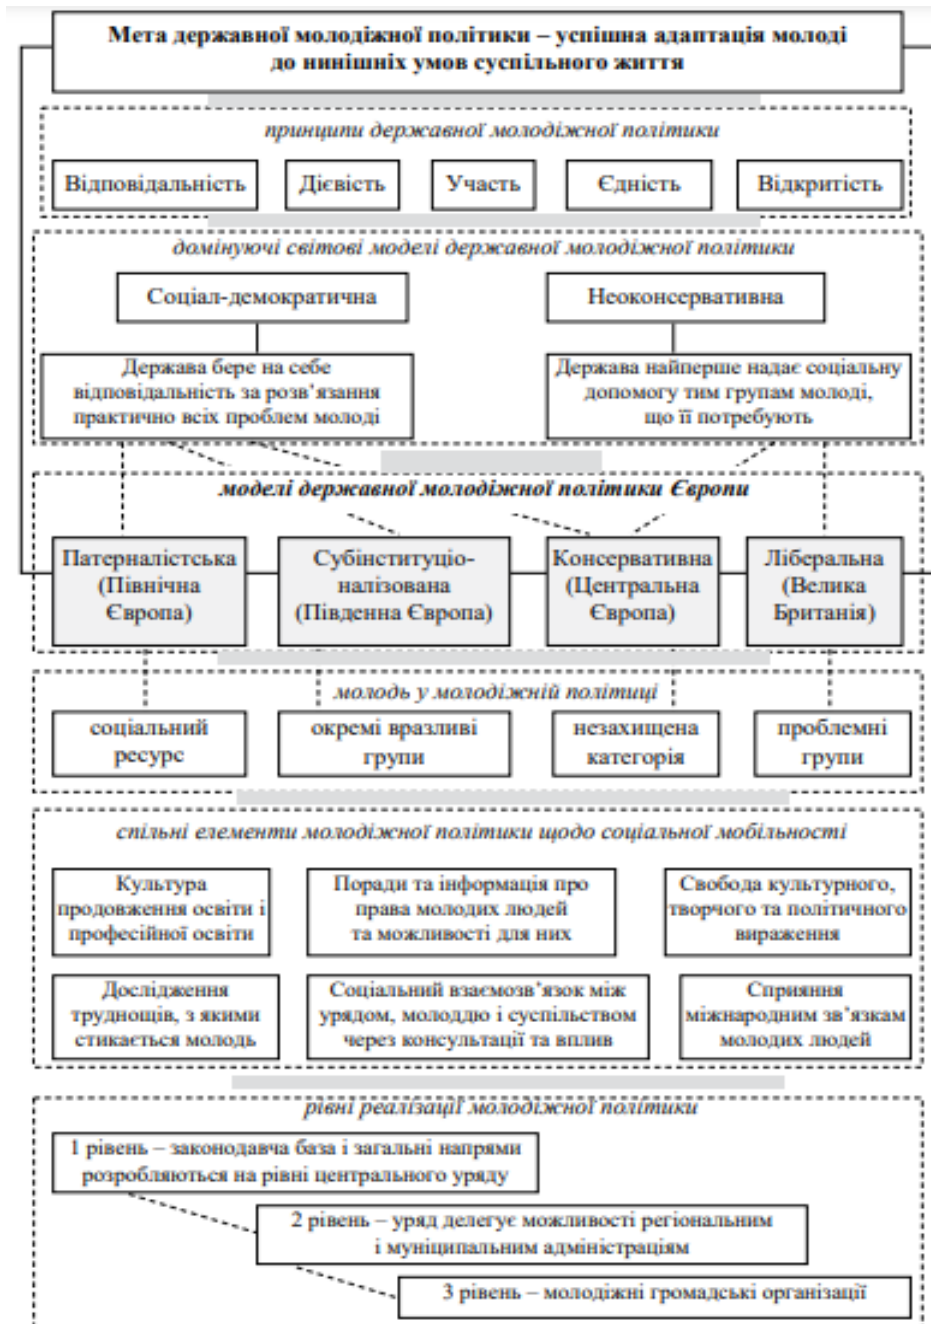 Мета державної молодіжної політики – успішна адаптація молоді
до нинішніх умов суспільного життя
принципи державної молодіжної політики
Відповідальність
Дієвість
Участь
Єдність
Відкритість
домінуючі світові моделі державної молодіжної політики
Соціал-демократична
Неоконсервативна
Держава бере на себе
відповідальність за розв’язання
практично всіх проблем молоді
Держава найперше надає соціальну
допомогу тим групам молоді,
що її потребують
моделі державної молодіжної політики Європи
Патерналістська
(Північна
Європа)
Субінституціо-
налізована
(Південна Європа)
Консервативна
(Центральна
Європа)
Ліберальна
(Велика
Британія)
молодь у молодіжній політиці
соціальний
ресурс
окремі вразливі
групи
незахищена
категорія
проблемні
групи
спільні елементи молодіжної політики щодо соціальної мобільності
Культура
продовження освіти і
професійної освіти
Поради та інформація про
права молодих людей
та можливості для них
Свобода культурного,
творчого та політичного
вираження
Дослідження
труднощів, з якими
стикається молодь
Соціальний взаємозв’язок між
урядом, молоддю і суспільством
через консультації та вплив
Сприяння
міжнародним зв’язкам
молодих людей
рівні реалізації молодіжної політики
1 рівень – законодавча база і загальні напрями
розробляються на рівні центрального уряду
2 рівень – уряд делегує можливості регіональним
і муніципальним адміністраціям
3 рівень – молодіжні громадські організації